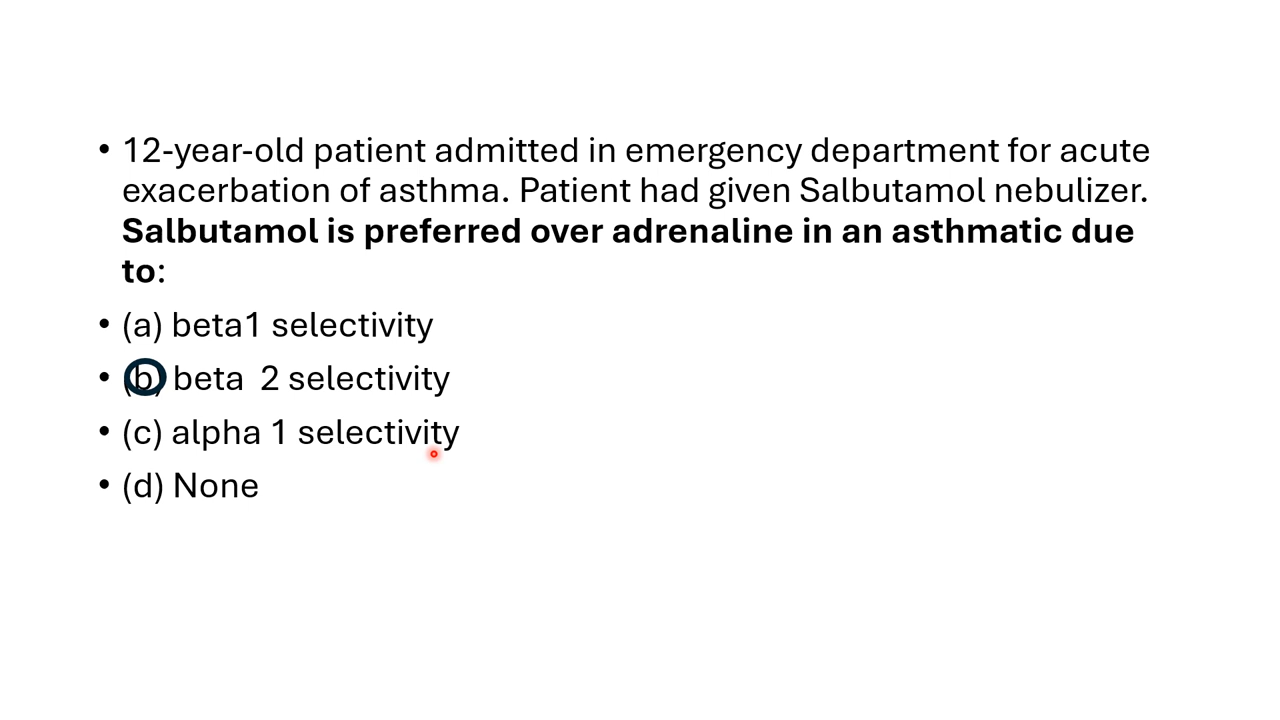 • 12-year-old patient admitted in emergency department for acute
exacerbation of asthma. Patient had given Salbutamol nebulizer.
Salbutamol is preferred over adrenaline in an asthmatic due
to:
• (a) beta1 selectivity
• (b) beta  2 selectivity
• (c) alpha 1 selectivity
• (d) None